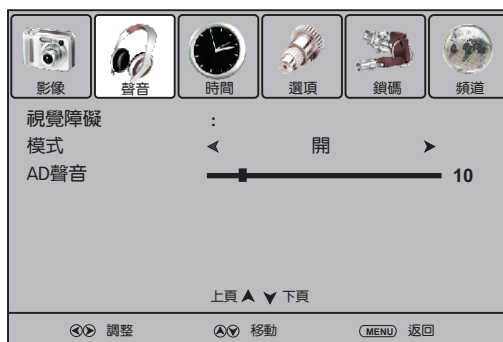 影像 聲音 時間 選項 鎖碼 頻道
視覺障礙 :
模式 開
AD聲音 10
上頁 下頁
調整 移動 MENU 返回